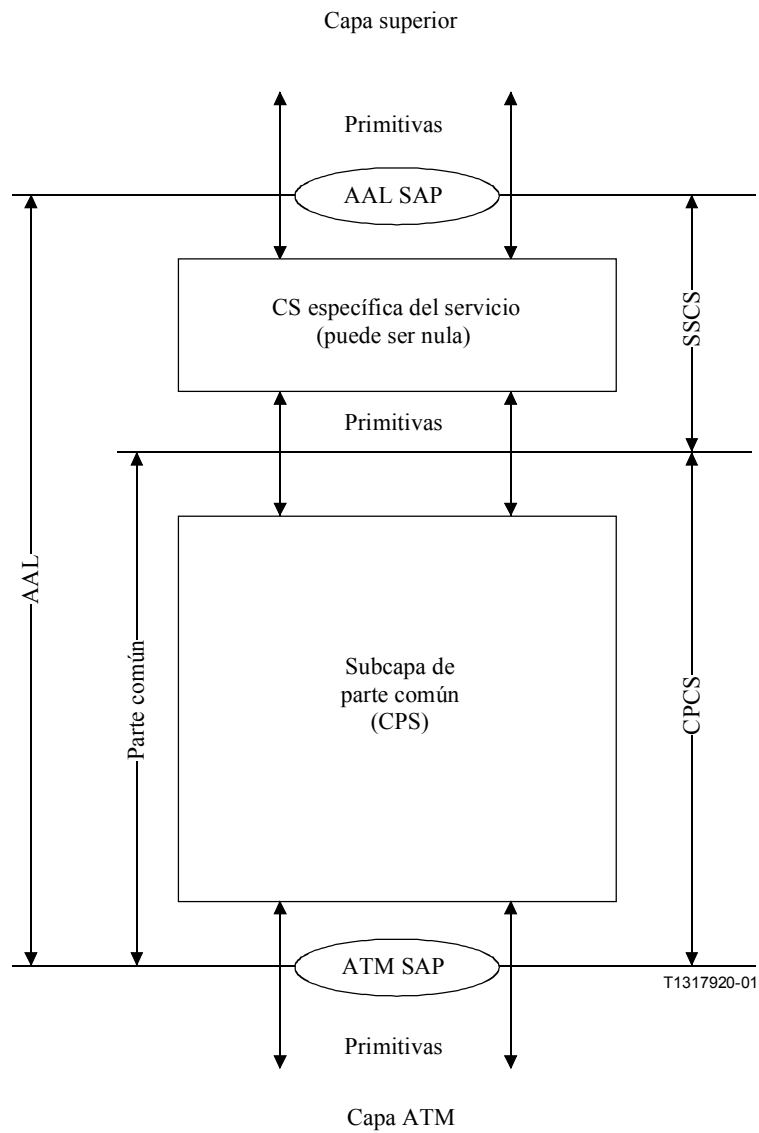 Capa superior
Primitivas
AAL SAP
CS específica del servicio
(puede ser nula)
SSCS
Primitivas
AAL
Parte común
Subcapa de
parte común
(CPS)
CPCS
ATM SAP
T1317920-01
Primitivas
Capa ATM